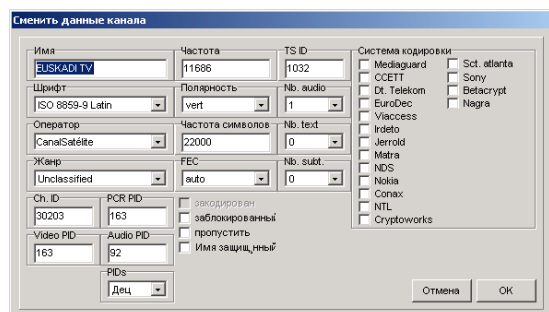 Сменить данные канала
Имя
EUSKADI TV
Частота
11686
TS ID
1032
Шрифт
ISO 8859-9 Latin
Полярность
vert
Nb. audio
1
Оператор
CanalSatélite
Частота символов
22000
Nb. text
0
Жанр
Unclassified
FEC
auto
Nb. subt.
0
Ch. ID
30203
PCR PID
163
закодирован
заблокированный
пропустить
Имя защищ„нный
Video PID
163
Audio PID
92
PIDs
Дец
Система кодировки
Mediaguard
CCETT
Dt. Telekom
EuroDec
Viaccess
Irdeto
Jerrold
Matra
NDS
Nokia
Conax
NTL
Cryptoworks
Sct. atlanta
Sony
Betacrypt
Nagra
Отмена
OK